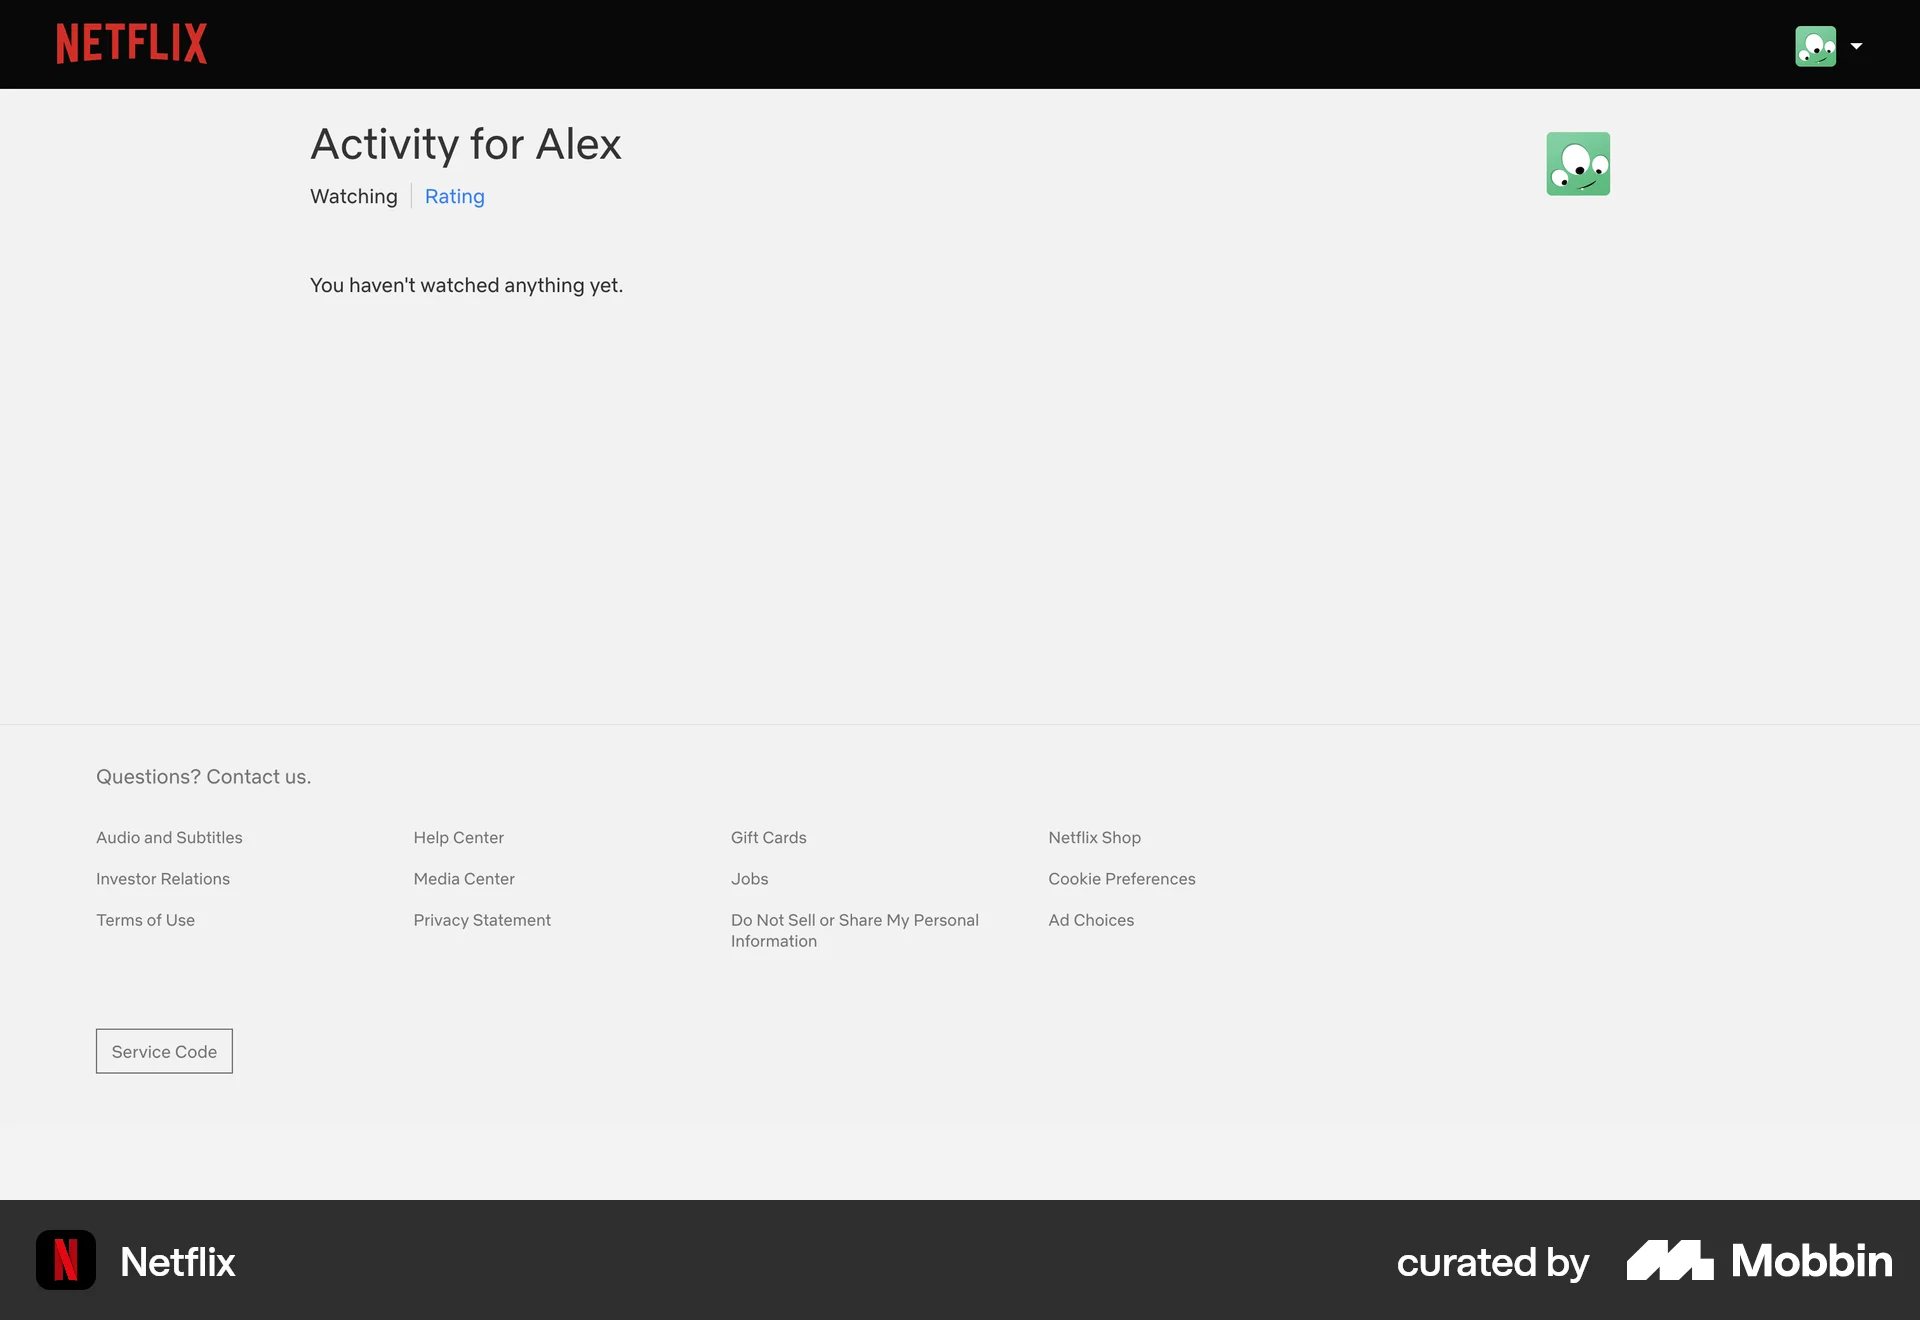 NETFLIX
Activity for Alex
Watching
Rating
You haven't watched anything yet.
Questions? Contact us.
Audio and Subtitles
Help Center
Gift Cards
Netflix Shop
Investor Relations
Media Center
Jobs
Cookie Preferences
Terms of Use
Privacy Statement
Do Not Sell or Share My Personal
Information
Ad Choices
Service Code
N
Netflix
curated by
Mobbin